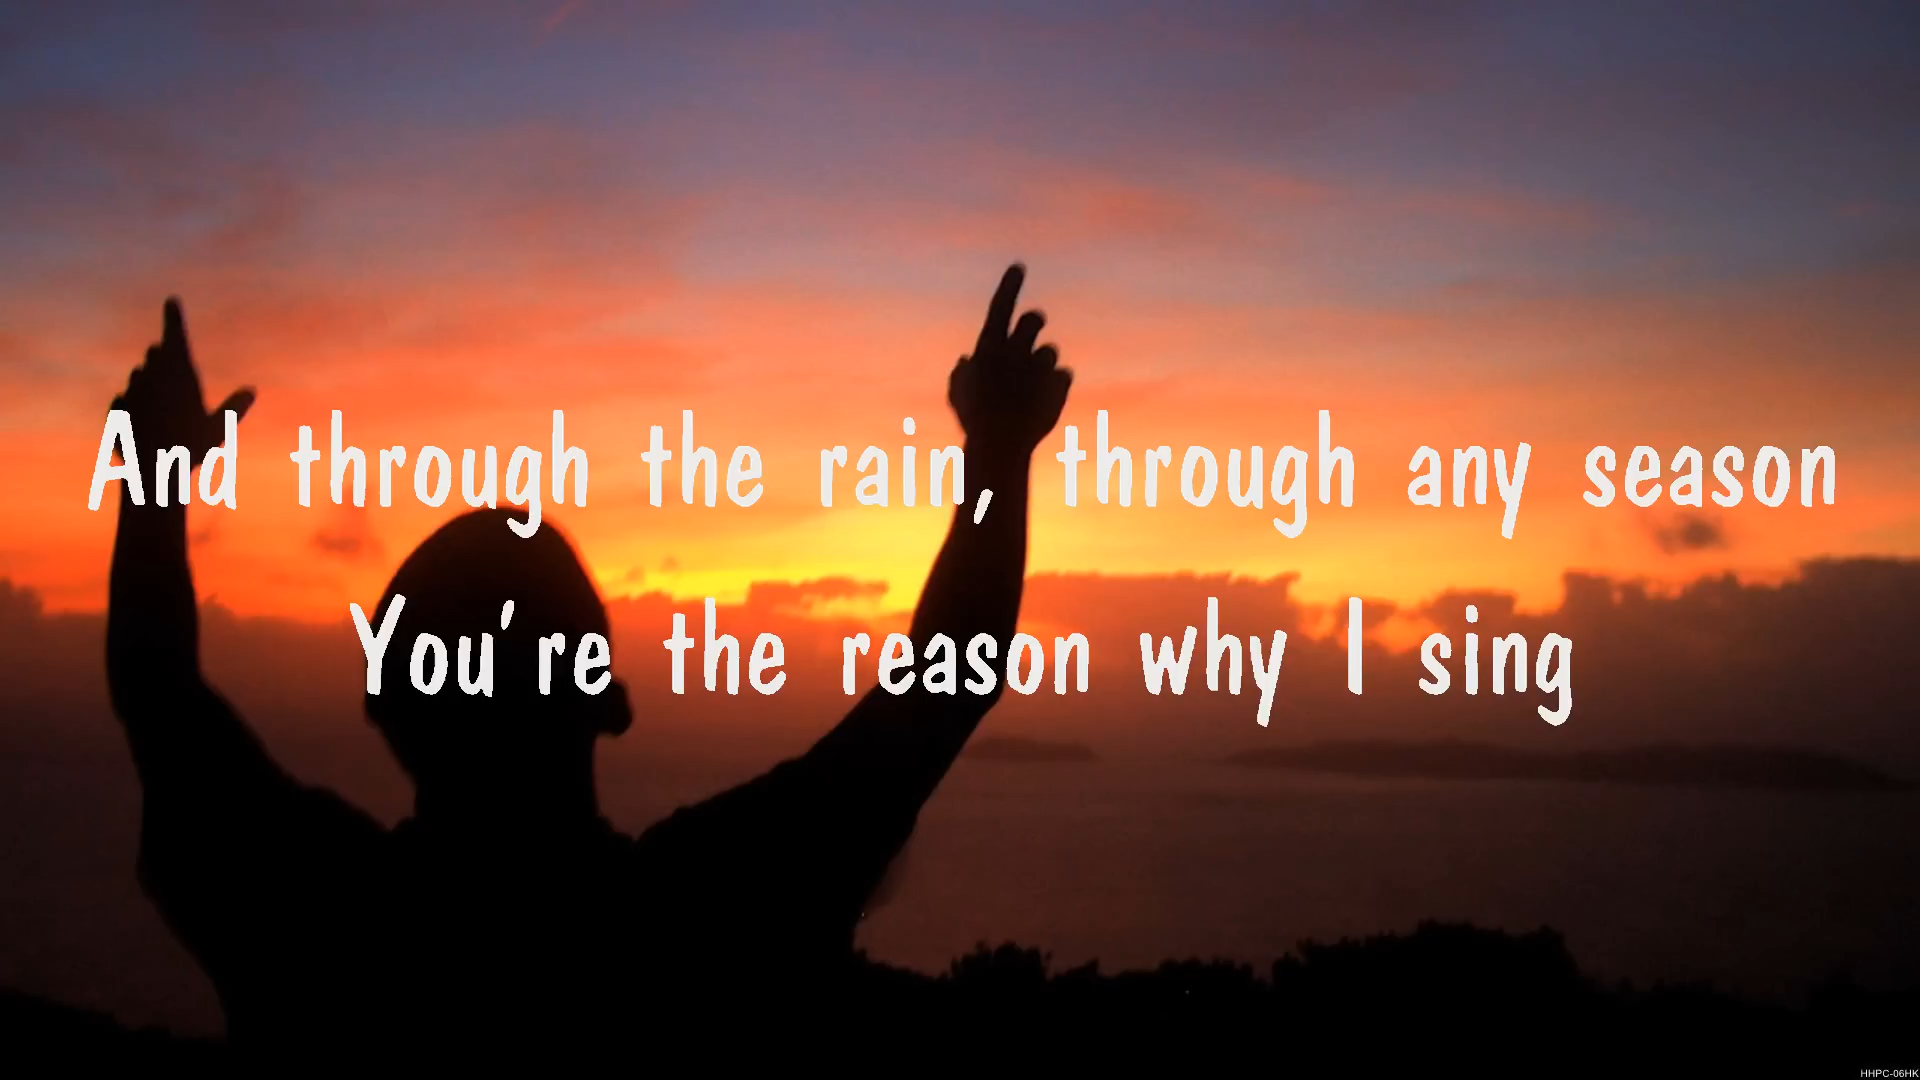 And through the rain, through any season
You're the reason why I sing
HHPC-06HK